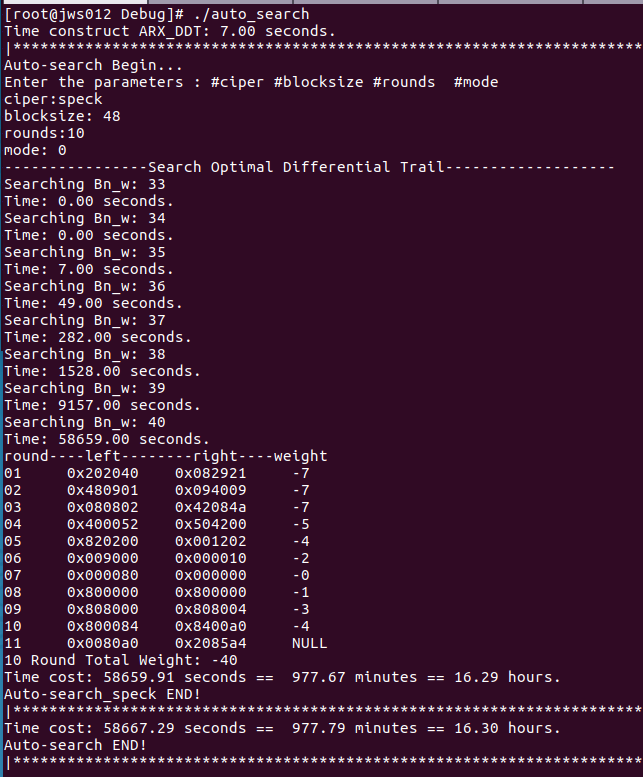 [root@jws012 Debug]# ./auto_search
Time construct ARX_DDT: 7.00 seconds.
|***************************************************************************
Auto-search Begin...
Enter the parameters : #ciper #blocksize #rounds  #mode
ciper:speck
blocksize: 48
rounds:10
mode: 0
----------------Search Optimal Differential Trail-------------------
Searching Bn_w: 33
Time: 0.00 seconds.
Searching Bn_w: 34
Time: 0.00 seconds.
Searching Bn_w: 35
Time: 7.00 seconds.
Searching Bn_w: 36
Time: 49.00 seconds.
Searching Bn_w: 37
Time: 282.00 seconds.
Searching Bn_w: 38
Time: 1528.00 seconds.
Searching Bn_w: 39
Time: 9157.00 seconds.
Searching Bn_w: 40
Time: 58659.00 seconds.
round----left--------right----weight
01     0x202040    0x082921     -7
02     0x480901    0x094009     -7
03     0x080802    0x42084a     -7
04     0x400052    0x504200     -5
05     0x820200    0x001202     -4
06     0x009000    0x000010     -2
07     0x000080    0x000000     -0
08     0x800000    0x800000     -1
09     0x808000    0x808004     -3
10     0x800084    0x8400a0     -4
11     0x0080a0    0x2085a4     NULL
10 Round Total Weight: -40
Time cost: 58659.91 seconds ==  977.67 minutes == 16.29 hours.
Auto-search_speck END!
|***************************************************************************
Time cost: 58667.29 seconds ==  977.79 minutes == 16.30 hours.
Auto-search END!
|***************************************************************************